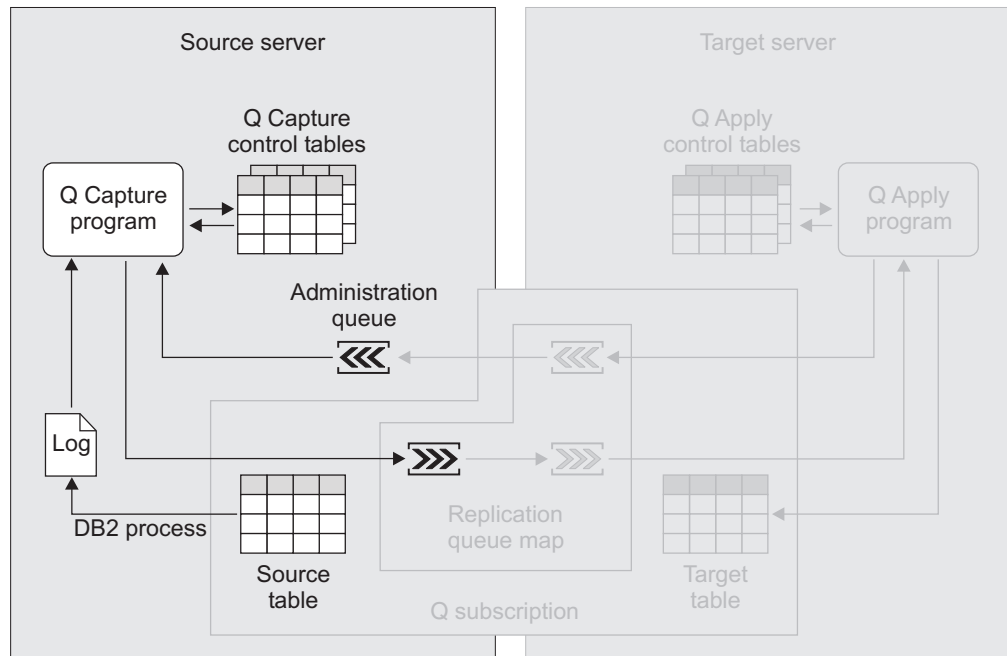 Source server
Target server
Q Capture
control tables
Q Apply
control tables
Q Capture
program
Q Apply
program
Administration
queue
Log
DB2 process
Replication
queue map
Source
table
Target
table
Q subscription